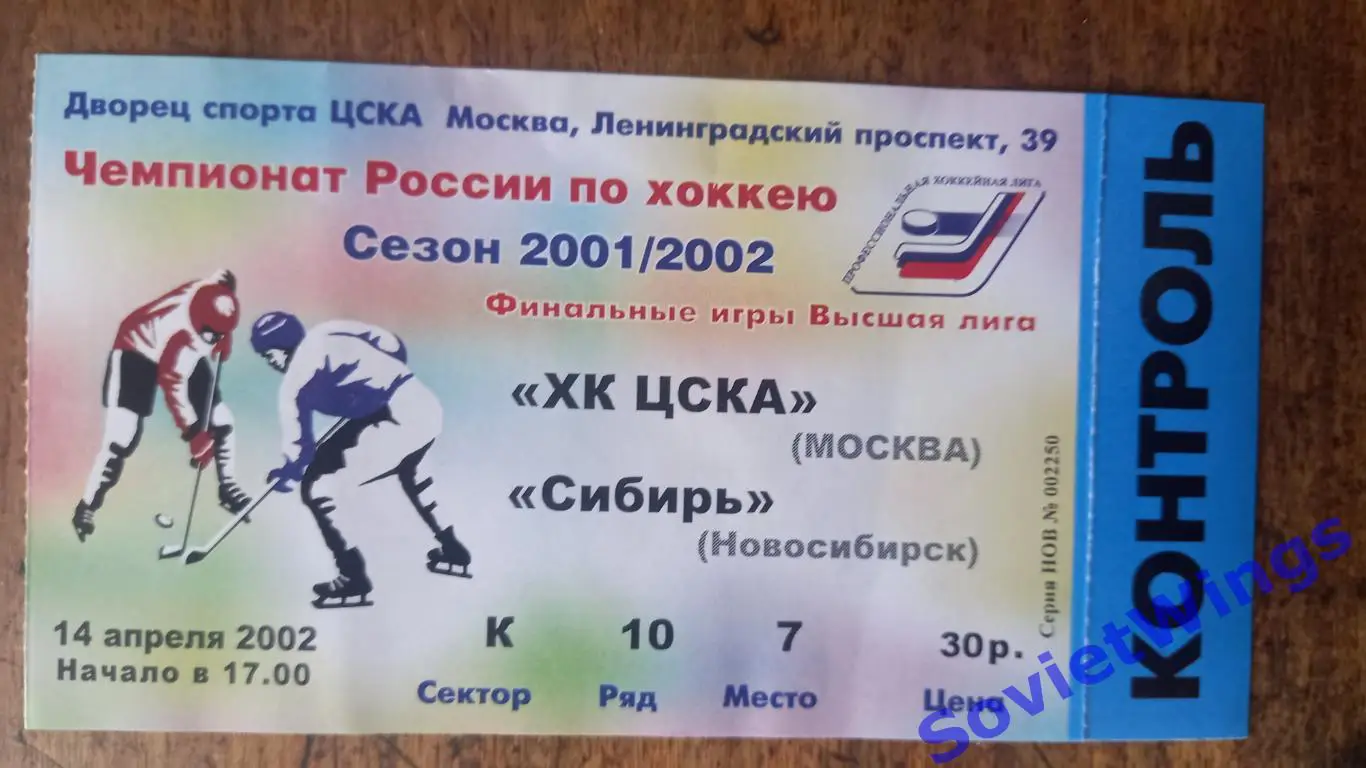 Дворец спорта ЦСКА Москва, Ленинградский проспект, 39
Чемпионат России по хоккею
Сезон 2001/2002
ПРОФЕССИОНАЛЬНАЯ ХОККЕЙНАЯ ЛИГА
Финальные игры Высшая лига
«ХК ЦСКА»
(МОСКВА)
«Сибирь»
(Новосибирск)
14 апреля 2002
Начало в 17.00
К 10 7 30р.
Сектор Ряд Место Цена
Серия НОВ № 002250
КОНТРОЛЬ
SovietWings